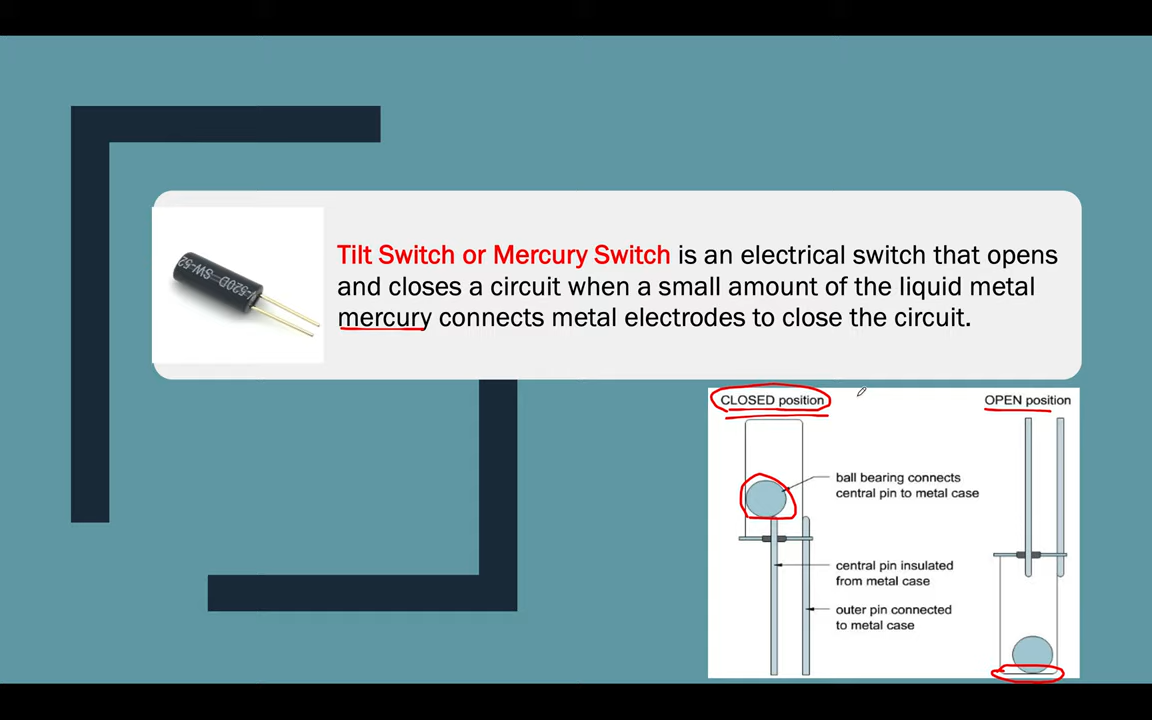 Tilt Switch or Mercury Switch is an electrical switch that opens
and closes a circuit when a small amount of the liquid metal
mercury connects metal electrodes to close the circuit.
SW-520D
CLOSED position
OPEN position
ball bearing connects
central pin to metal case
central pin insulated
from metal case
outer pin connected
to metal case